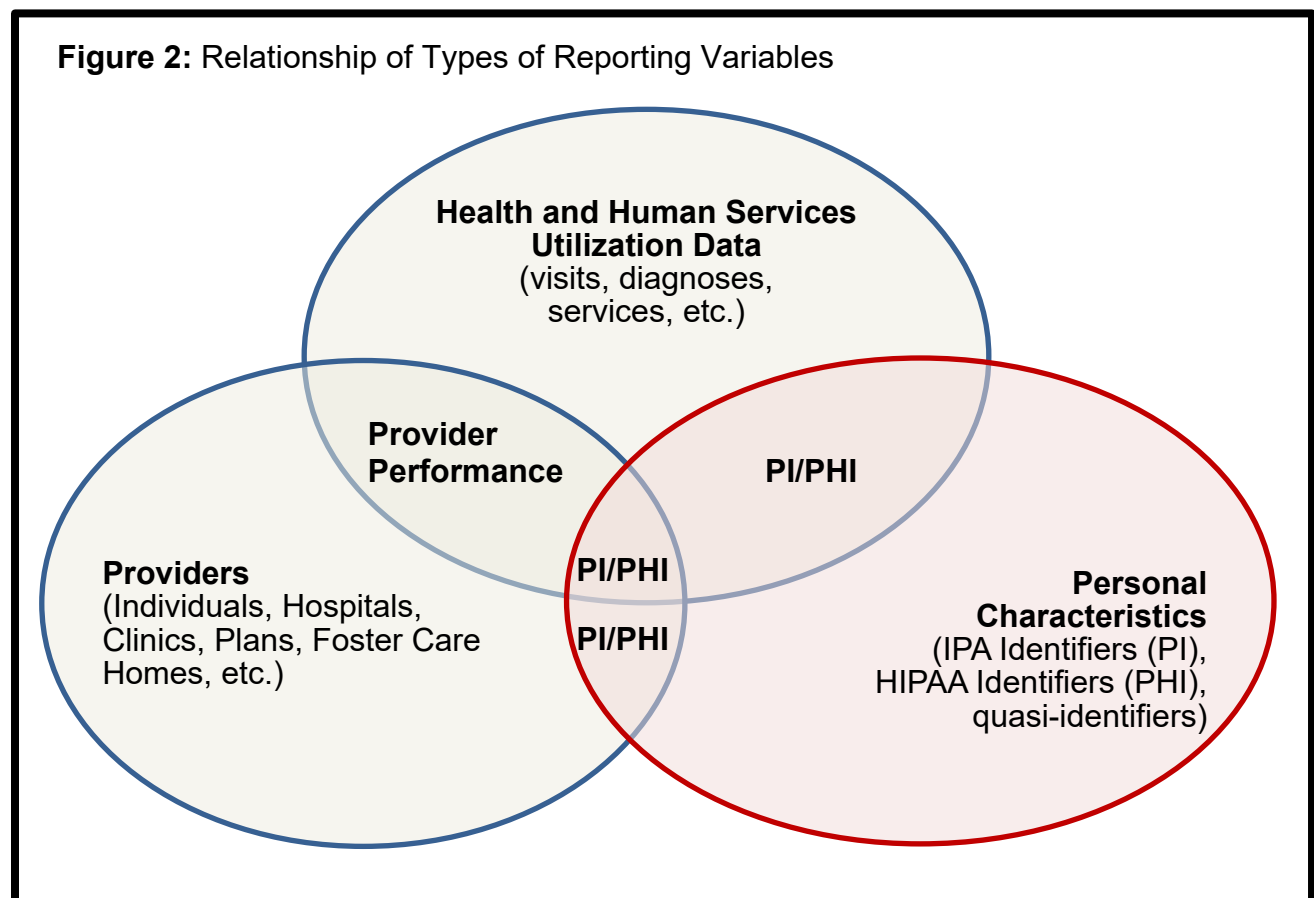 Figure 2: Relationship of Types of Reporting Variables
Health and Human Services
Utilization Data
(visits, diagnoses,
services, etc.)
Provider
Performance
PI/PHI
PI/PHI
PI/PHI
Providers
(Individuals, Hospitals,
Clinics, Plans, Foster Care
Homes, etc.)
Personal
Characteristics
(IPA Identifiers (PI),
HIPAA Identifiers (PHI),
quasi-identifiers)